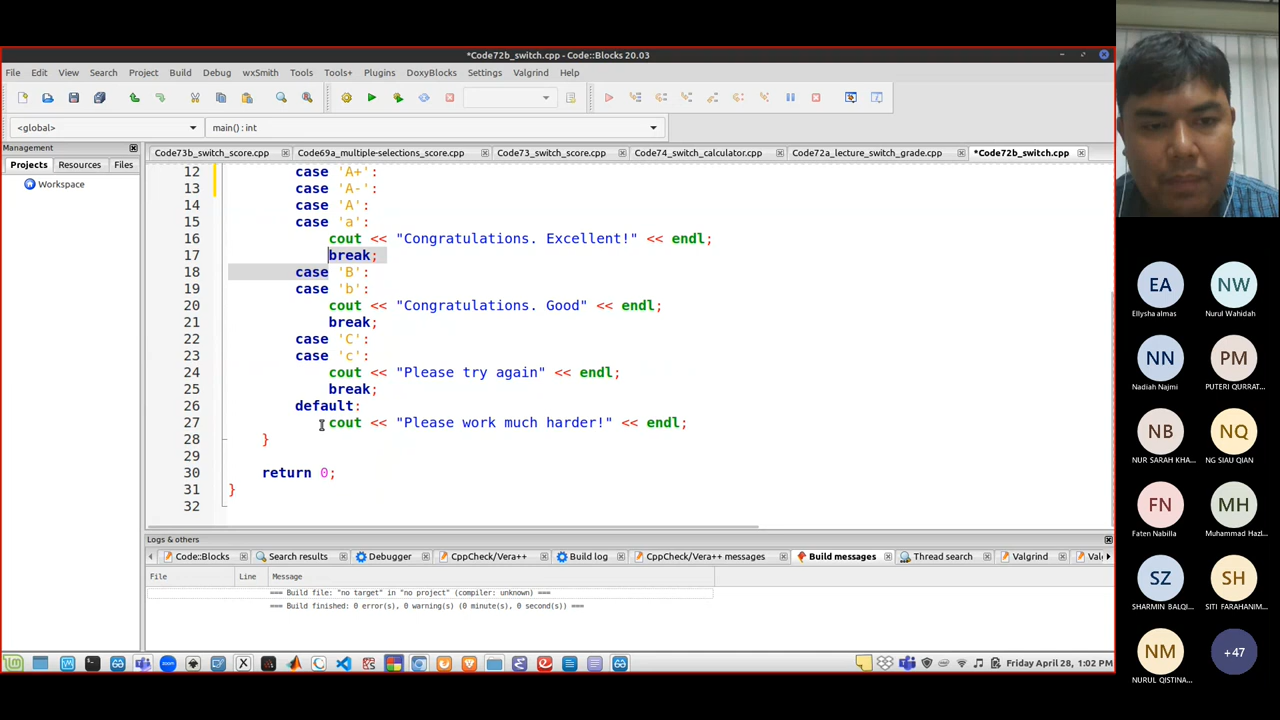 *Code72b_switch.cpp - Code::Blocks 20.03
File Edit View Search Project Build Debug wxSmith Tools Tools+ Plugins DoxyBlocks Settings Valgrind Help
<global> main() : int
Management
Projects Resources Files
Workspace
Code73b_switch_score.cpp Code69a_multiple-selections_score.cpp Code73_switch_score.cpp Code74_switch_calculator.cpp Code72a_lecture_switch_grade.cpp *Code72b_switch.cpp
12 case 'A+':
13 case 'A-':
14 case 'A':
15 case 'a':
16 cout << "Congratulations. Excellent!" << endl;
17 break;
18 case 'B':
19 case 'b':
20 cout << "Congratulations. Good" << endl;
21 break;
22 case 'C':
23 case 'c':
24 cout << "Please try again" << endl;
25 break;
26 default:
27 cout << "Please work much harder!" << endl;
28 }
29
30 return 0;
31 }
32
Logs & others
Code::Blocks Search results Debugger CppCheck/Vera++ Build log CppCheck/Vera++ messages Build messages Thread search Valgrind Val
File Line Message
=== Build file: "no target" in "no project" (compiler: unknown) ===
=== Build finished: 0 error(s), 0 warning(s) (0 minute(s), 0 second(s)) ===
Friday April 28, 1:02 PM
EA NW
Ellysha almas Nurul Wahidah
NN PM
Nadiah Najmi PUTERI QURRAT...
NB NQ
NUR SARAH KHA... NG SIAU QIAN
FN MH
Faten Nabilla Muhammad Hazi...
SZ SH
SHARMIN BALQI... SITI FARAHANIM...
NM +47
NURUL QISTINA...